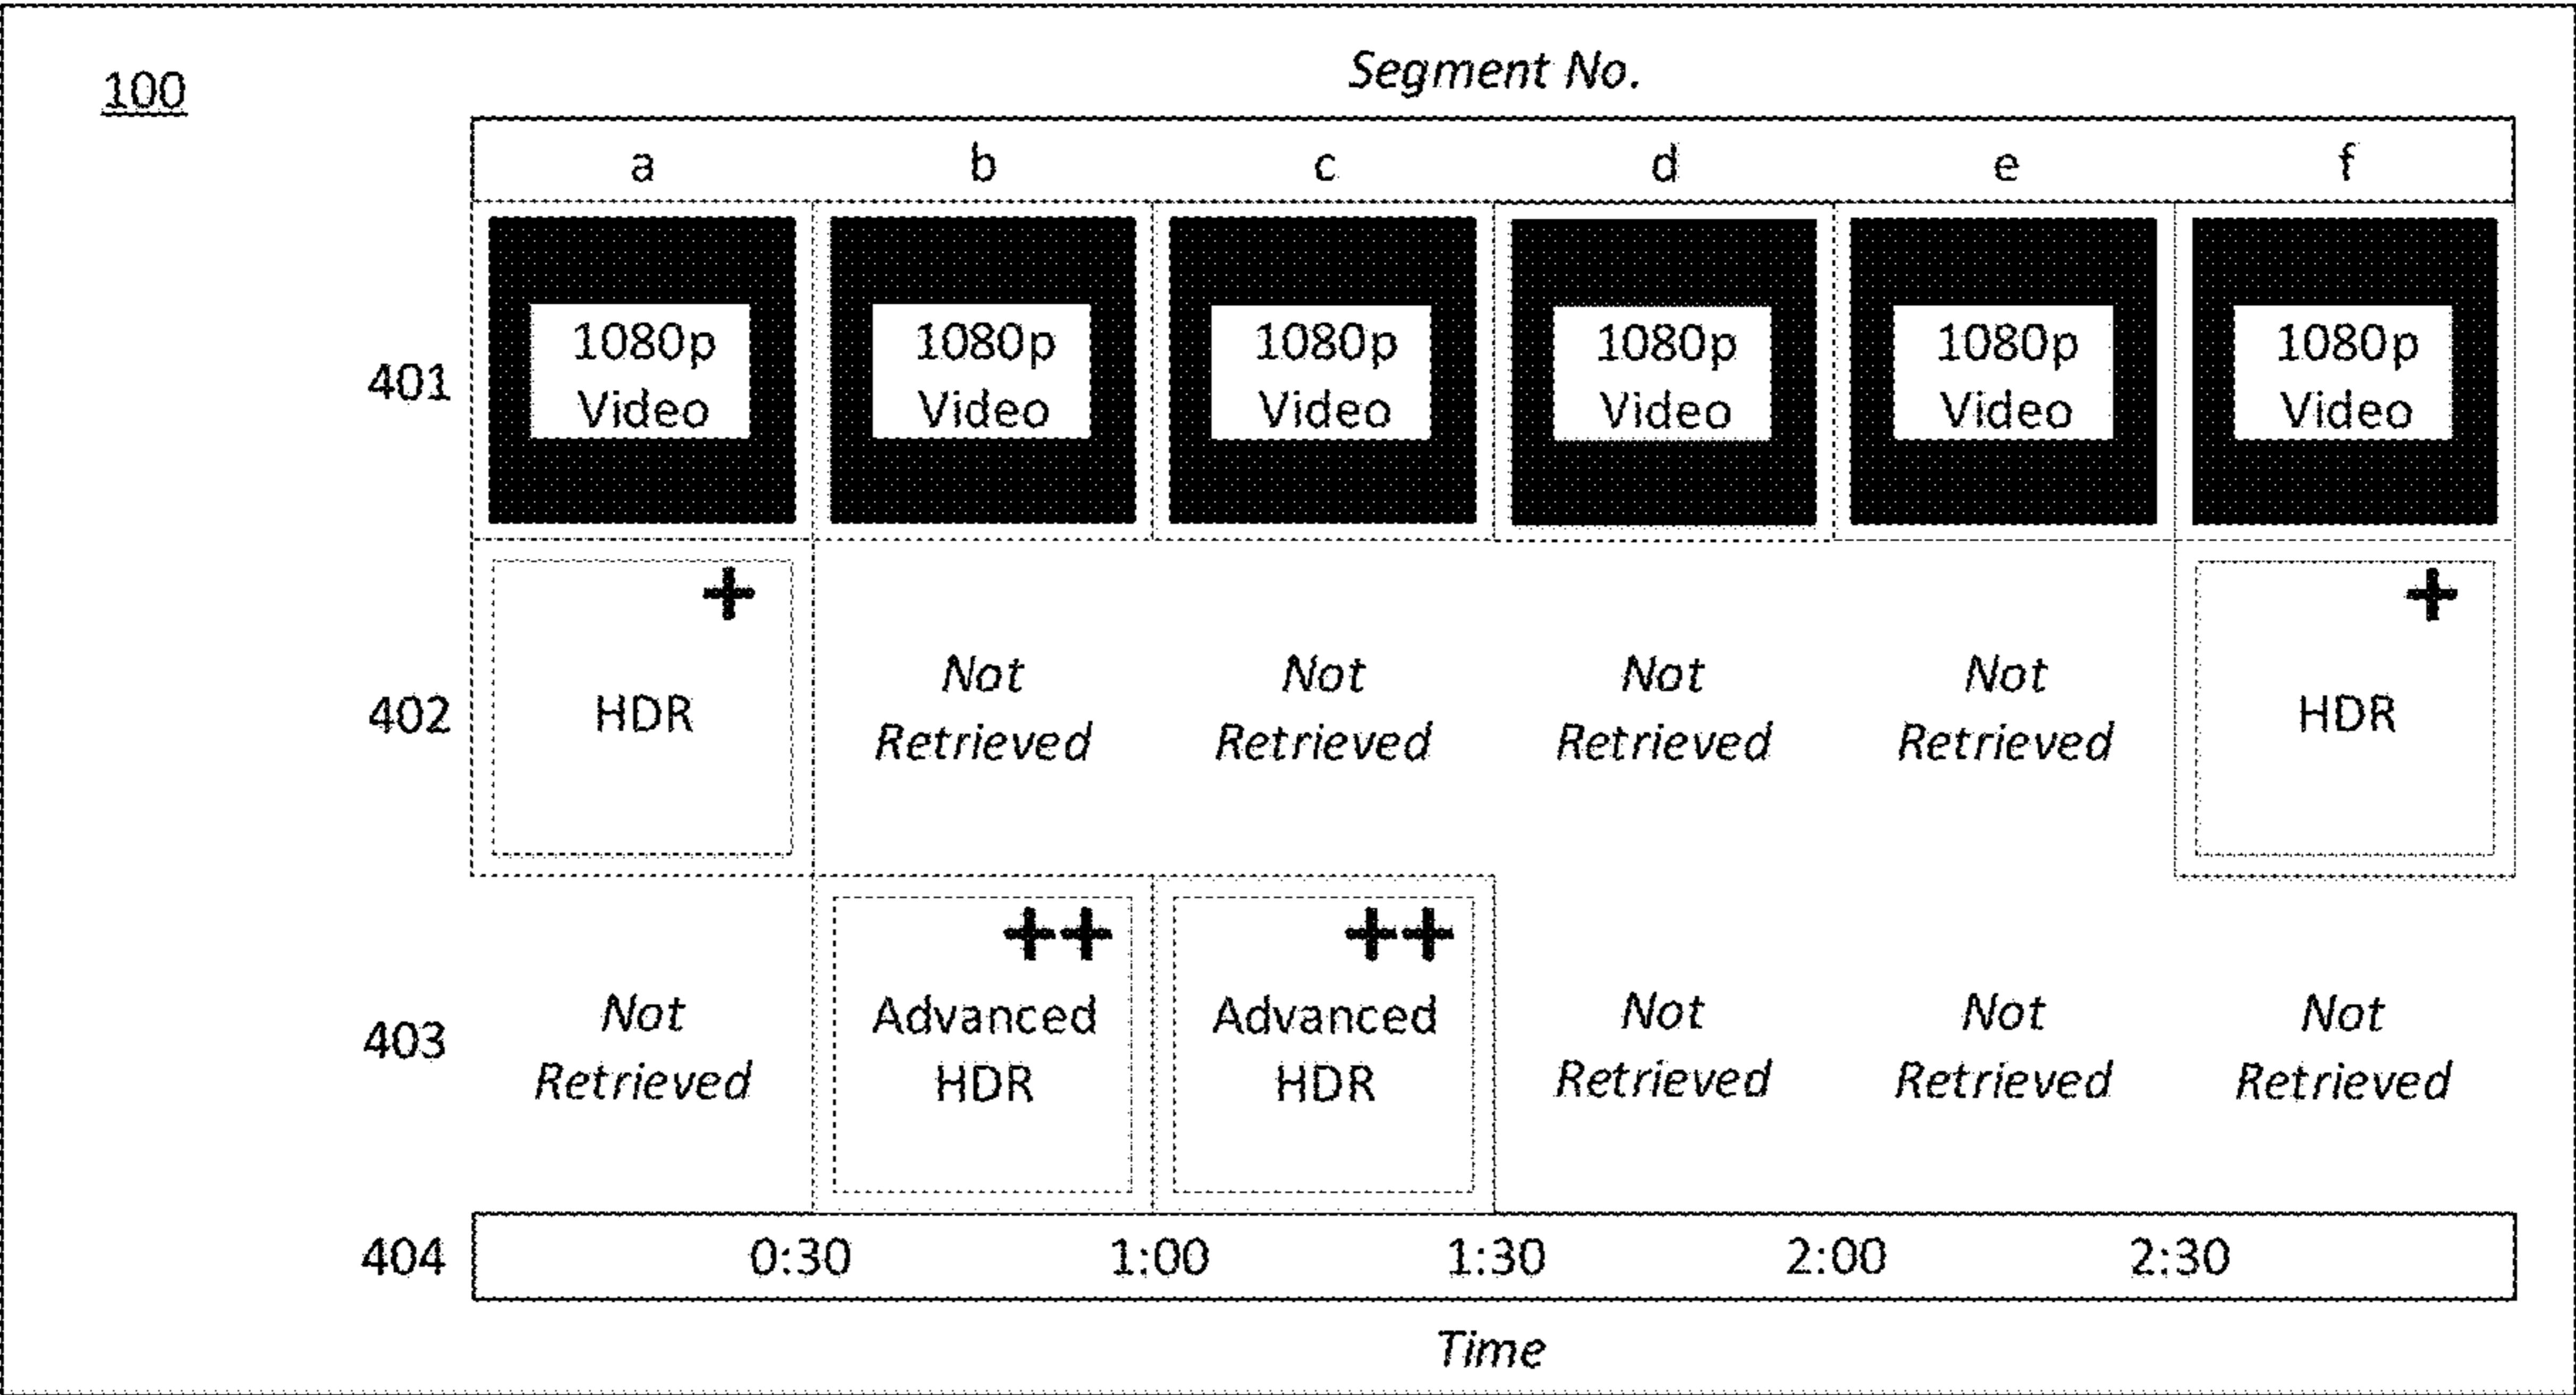 100
Segment No.
a b c d e f
401
1080p 1080p 1080p 1080p 1080p 1080p
Video Video Video Video Video Video
402
+ +
HDR Not Not Not Not HDR
Retrieved Retrieved Retrieved Retrieved
403
++ ++
Not Advanced Advanced Not Not Not
Retrieved HDR HDR Retrieved Retrieved Retrieved
404 0:30 1:00 1:30 2:00 2:30
Time